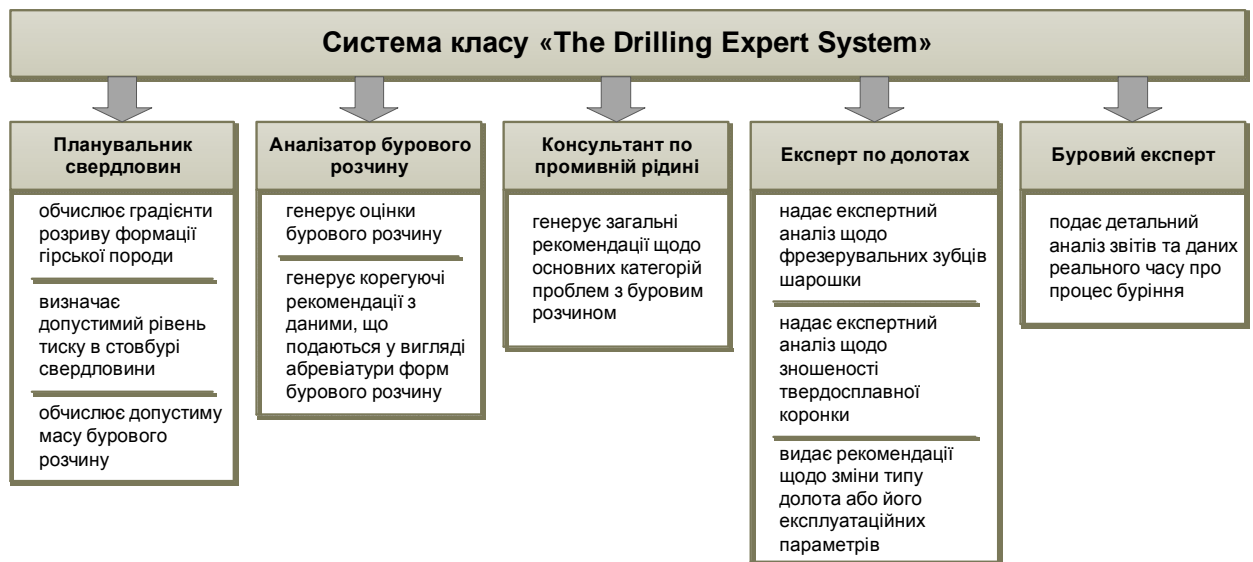 Система класу «The Drilling Expert System»
Планувальник
свердловин
обчислює градієнти
розриву формації
гірської породи
визначає
допустимий рівень
тиску в стовбурі
свердловини
обчислює допустиму
масу бурового
розчину
Аналізатор бурового
розчину
генерує оцінки
бурового розчину
генерує корегуючі
рекомендації з
даними, що
подаються у вигляді
абревіатури форм
бурового розчину
Консультант по
промивній рідині
генерує загальні
рекомендації щодо
основних категорій
проблем з буровим
розчином
Експерт по долотах
надає експертний
аналіз щодо
фрезерувальних зубців
шарошки
надає експертний
аналіз щодо
зношеності
твердосплавної
коронки
видає рекомендації
щодо зміни типу
долота або його
експлуатаційних
параметрів
Буровий експерт
подає детальний
аналіз звітів та даних
реального часу про
процес буріння